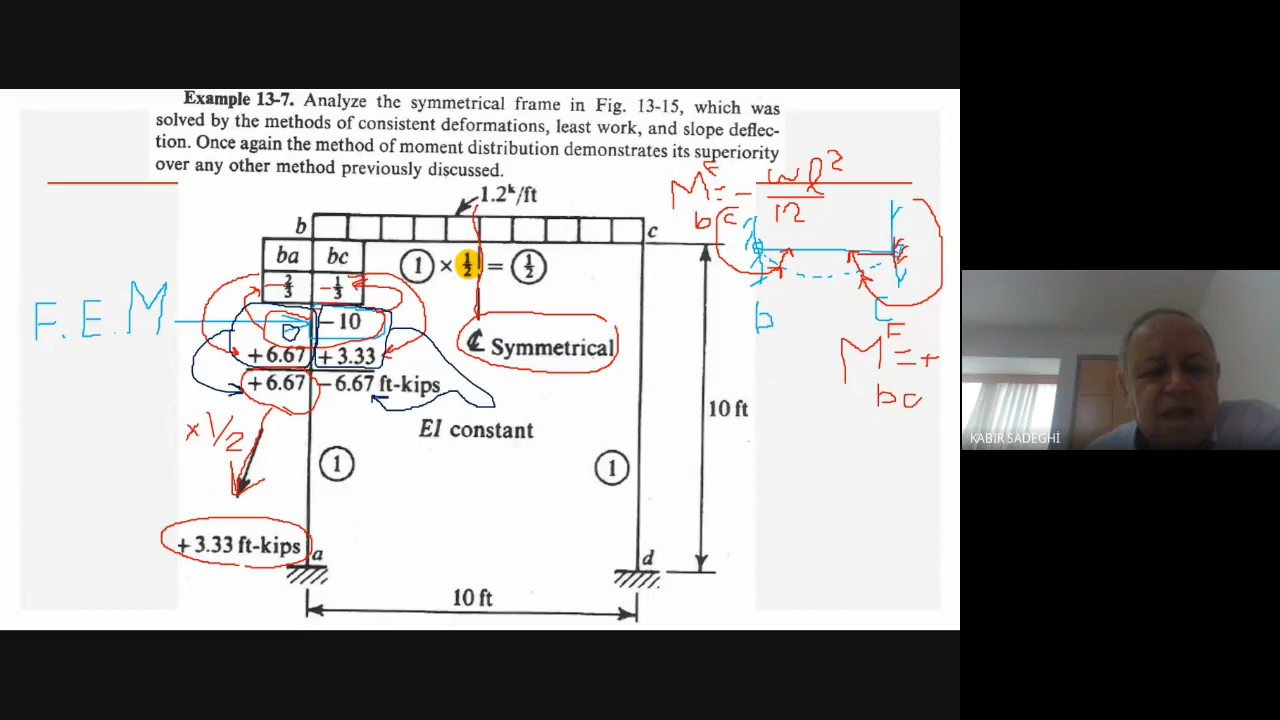 Example 13-7. Analyze the symmetrical frame in Fig. 13-15, which was
solved by the methods of consistent deformations, least work, and slope deflec-
tion. Once again the method of moment distribution demonstrates its superiority
over any other method previously discussed.
1.2ᵏ/ft
b
c
ba bc
1 × 1/2 = 1/2
-2/3 -1/3
F.E.M
-10
0
+6.67 +3.33
+6.67 -6.67 ft-kips
℄ Symmetrical
EI constant
10 ft
×1/2
1
1
+3.33 ft-kips
a
d
10 ft
M^F bc = - wl²/12
b
c
M^F bc = +
KABIR SADEGHİ